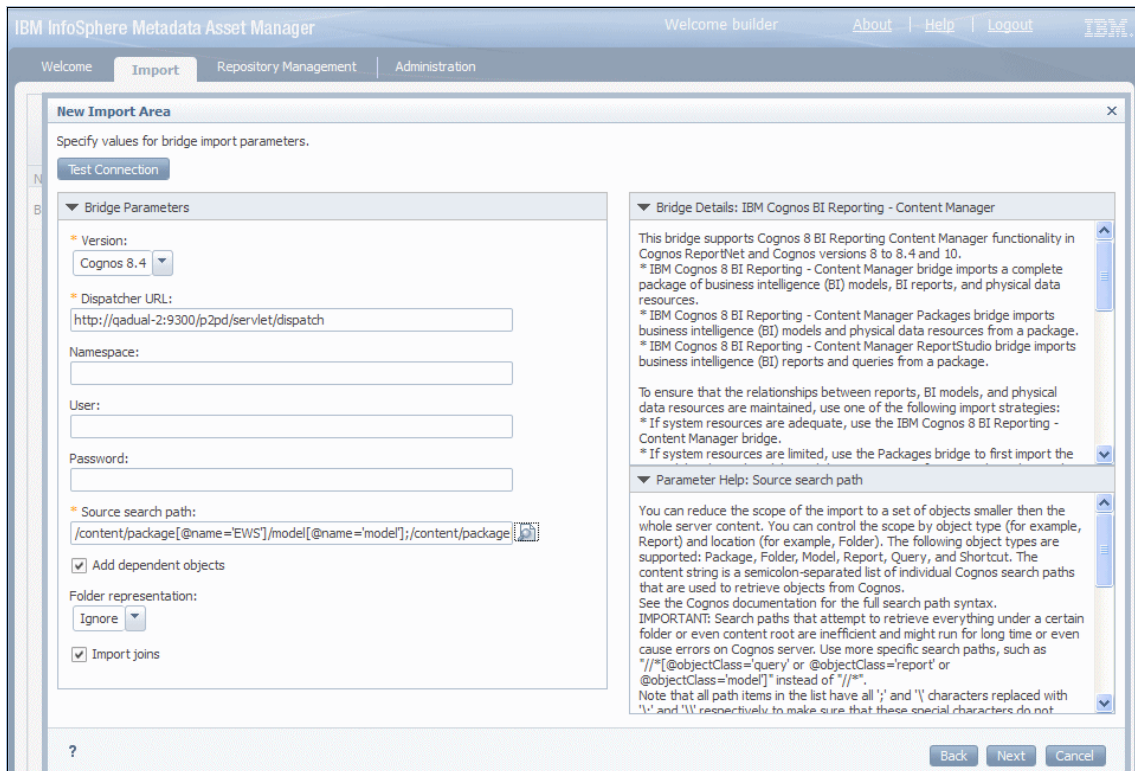 IBM InfoSphere Metadata Asset Manager
Welcome builder
About
Help
Logout
IBM.
Welcome
Import
Repository Management
Administration
New Import Area
Specify values for bridge import parameters.
Test Connection
N
B
Bridge Parameters
* Version:
Cognos 8.4
* Dispatcher URL:
http://qadual-2:9300/p2pd/servlet/dispatch
Namespace:
User:
Password:
* Source search path:
/content/package[@name='EWS']/model[@name='model'];/content/package
Add dependent objects
Folder representation:
Ignore
Import joins
Bridge Details: IBM Cognos BI Reporting - Content Manager
This bridge supports Cognos 8 BI Reporting Content Manager functionality in
Cognos ReportNet and Cognos versions 8 to 8.4 and 10.
* IBM Cognos 8 BI Reporting - Content Manager bridge imports a complete
package of business intelligence (BI) models, BI reports, and physical data
resources.
* IBM Cognos 8 BI Reporting - Content Manager Packages bridge imports
business intelligence (BI) models and physical data resources from a package.
* IBM Cognos 8 BI Reporting - Content Manager ReportStudio bridge imports
business intelligence (BI) reports and queries from a package.
To ensure that the relationships between reports, BI models, and physical
data resources are maintained, use one of the following import strategies:
* If system resources are adequate, use the IBM Cognos 8 BI Reporting -
Content Manager bridge.
* If system resources are limited, use the Packages bridge to first import the
Parameter Help: Source search path
You can reduce the scope of the import to a set of objects smaller then the
whole server content. You can control the scope by object type (for example,
Report) and location (for example, Folder). The following object types are
supported: Package, Folder, Model, Report, Query, and Shortcut. The
content string is a semicolon-separated list of individual Cognos search paths
that are used to retrieve objects from Cognos.
See the Cognos documentation for the full search path syntax.
IMPORTANT: Search paths that attempt to retrieve everything under a certain
folder or even content root are inefficient and might run for long time or even
cause errors on Cognos server. Use more specific search paths, such as
"//*[@objectClass='query' or @objectClass='report' or
@objectClass='model']" instead of "//*".
Note that all path items in the list have all ';' and '\' characters replaced with
'\;' and '\\' respectively to make sure that these special characters do not
?
Back
Next
Cancel